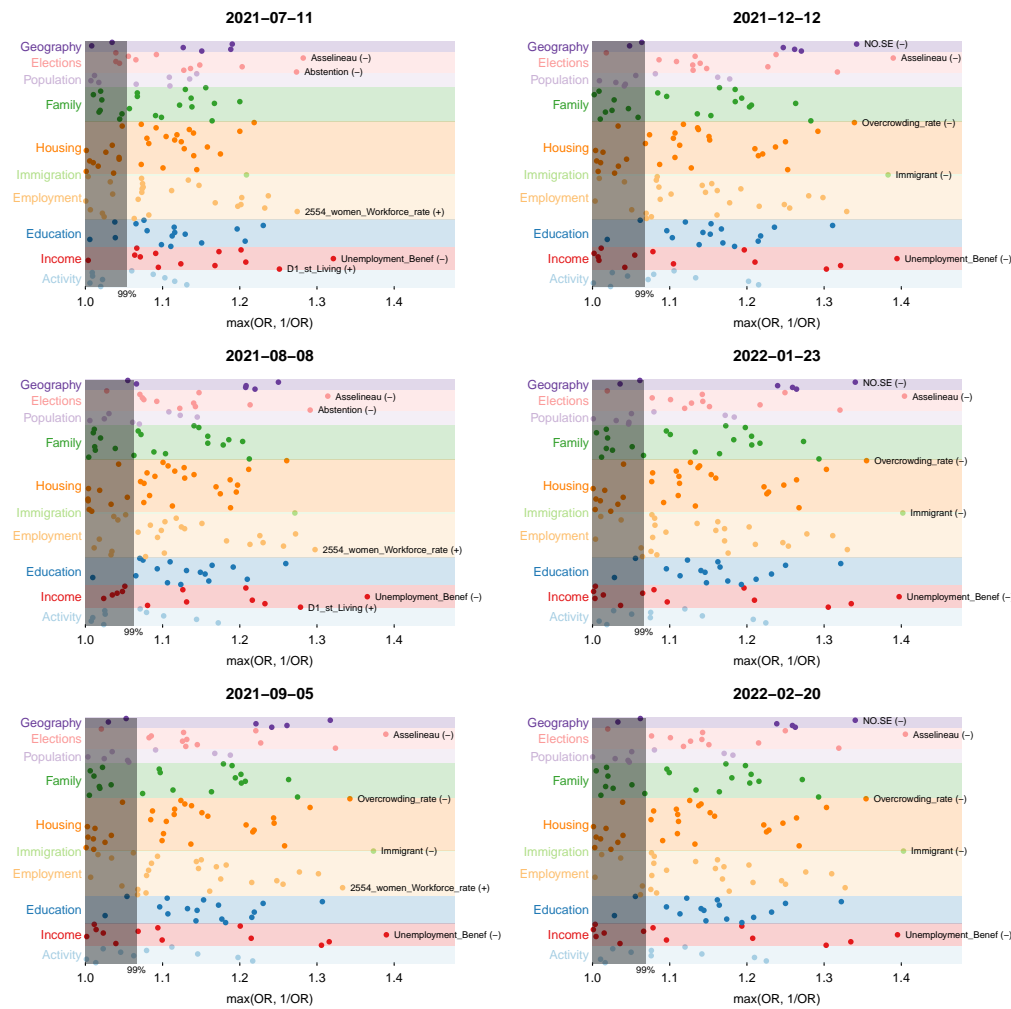 2021−07−11
Geography
Elections
Population
Family
Housing
Immigration
Employment
Education
Income
Activity
Asselineau (−)
Abstention (−)
2554_women_Workforce_rate (+)
Unemployment_Benef (−)
D1_st_Living (+)
99%
1.0 1.1 1.2 1.3 1.4
max(OR, 1/OR)
2021−12−12
Geography
Elections
Population
Family
Housing
Immigration
Employment
Education
Income
Activity
NO.SE (−)
Asselineau (−)
Overcrowding_rate (−)
Immigrant (−)
Unemployment_Benef (−)
99%
1.0 1.1 1.2 1.3 1.4
max(OR, 1/OR)
2021−08−08
Geography
Elections
Population
Family
Housing
Immigration
Employment
Education
Income
Activity
Asselineau (−)
Abstention (−)
2554_women_Workforce_rate (+)
Unemployment_Benef (−)
D1_st_Living (+)
99%
1.0 1.1 1.2 1.3 1.4
max(OR, 1/OR)
2022−01−23
Geography
Elections
Population
Family
Housing
Immigration
Employment
Education
Income
Activity
NO.SE (−)
Asselineau (−)
Overcrowding_rate (−)
Immigrant (−)
Unemployment_Benef (−)
99%
1.0 1.1 1.2 1.3 1.4
max(OR, 1/OR)
2021−09−05
Geography
Elections
Population
Family
Housing
Immigration
Employment
Education
Income
Activity
Asselineau (−)
Overcrowding_rate (−)
Immigrant (−)
2554_women_Workforce_rate (+)
Unemployment_Benef (−)
99%
1.0 1.1 1.2 1.3 1.4
max(OR, 1/OR)
2022−02−20
Geography
Elections
Population
Family
Housing
Immigration
Employment
Education
Income
Activity
NO.SE (−)
Asselineau (−)
Overcrowding_rate (−)
Immigrant (−)
Unemployment_Benef (−)
99%
1.0 1.1 1.2 1.3 1.4
max(OR, 1/OR)